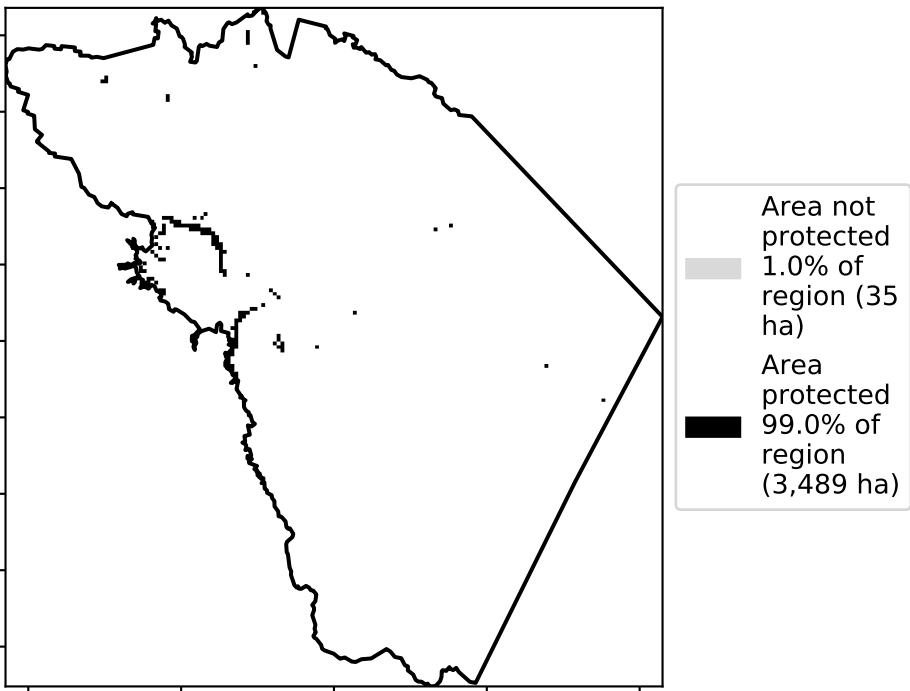 Area not
protected
1.0% of
region (35
ha)
Area
protected
99.0% of
region
(3,489 ha)